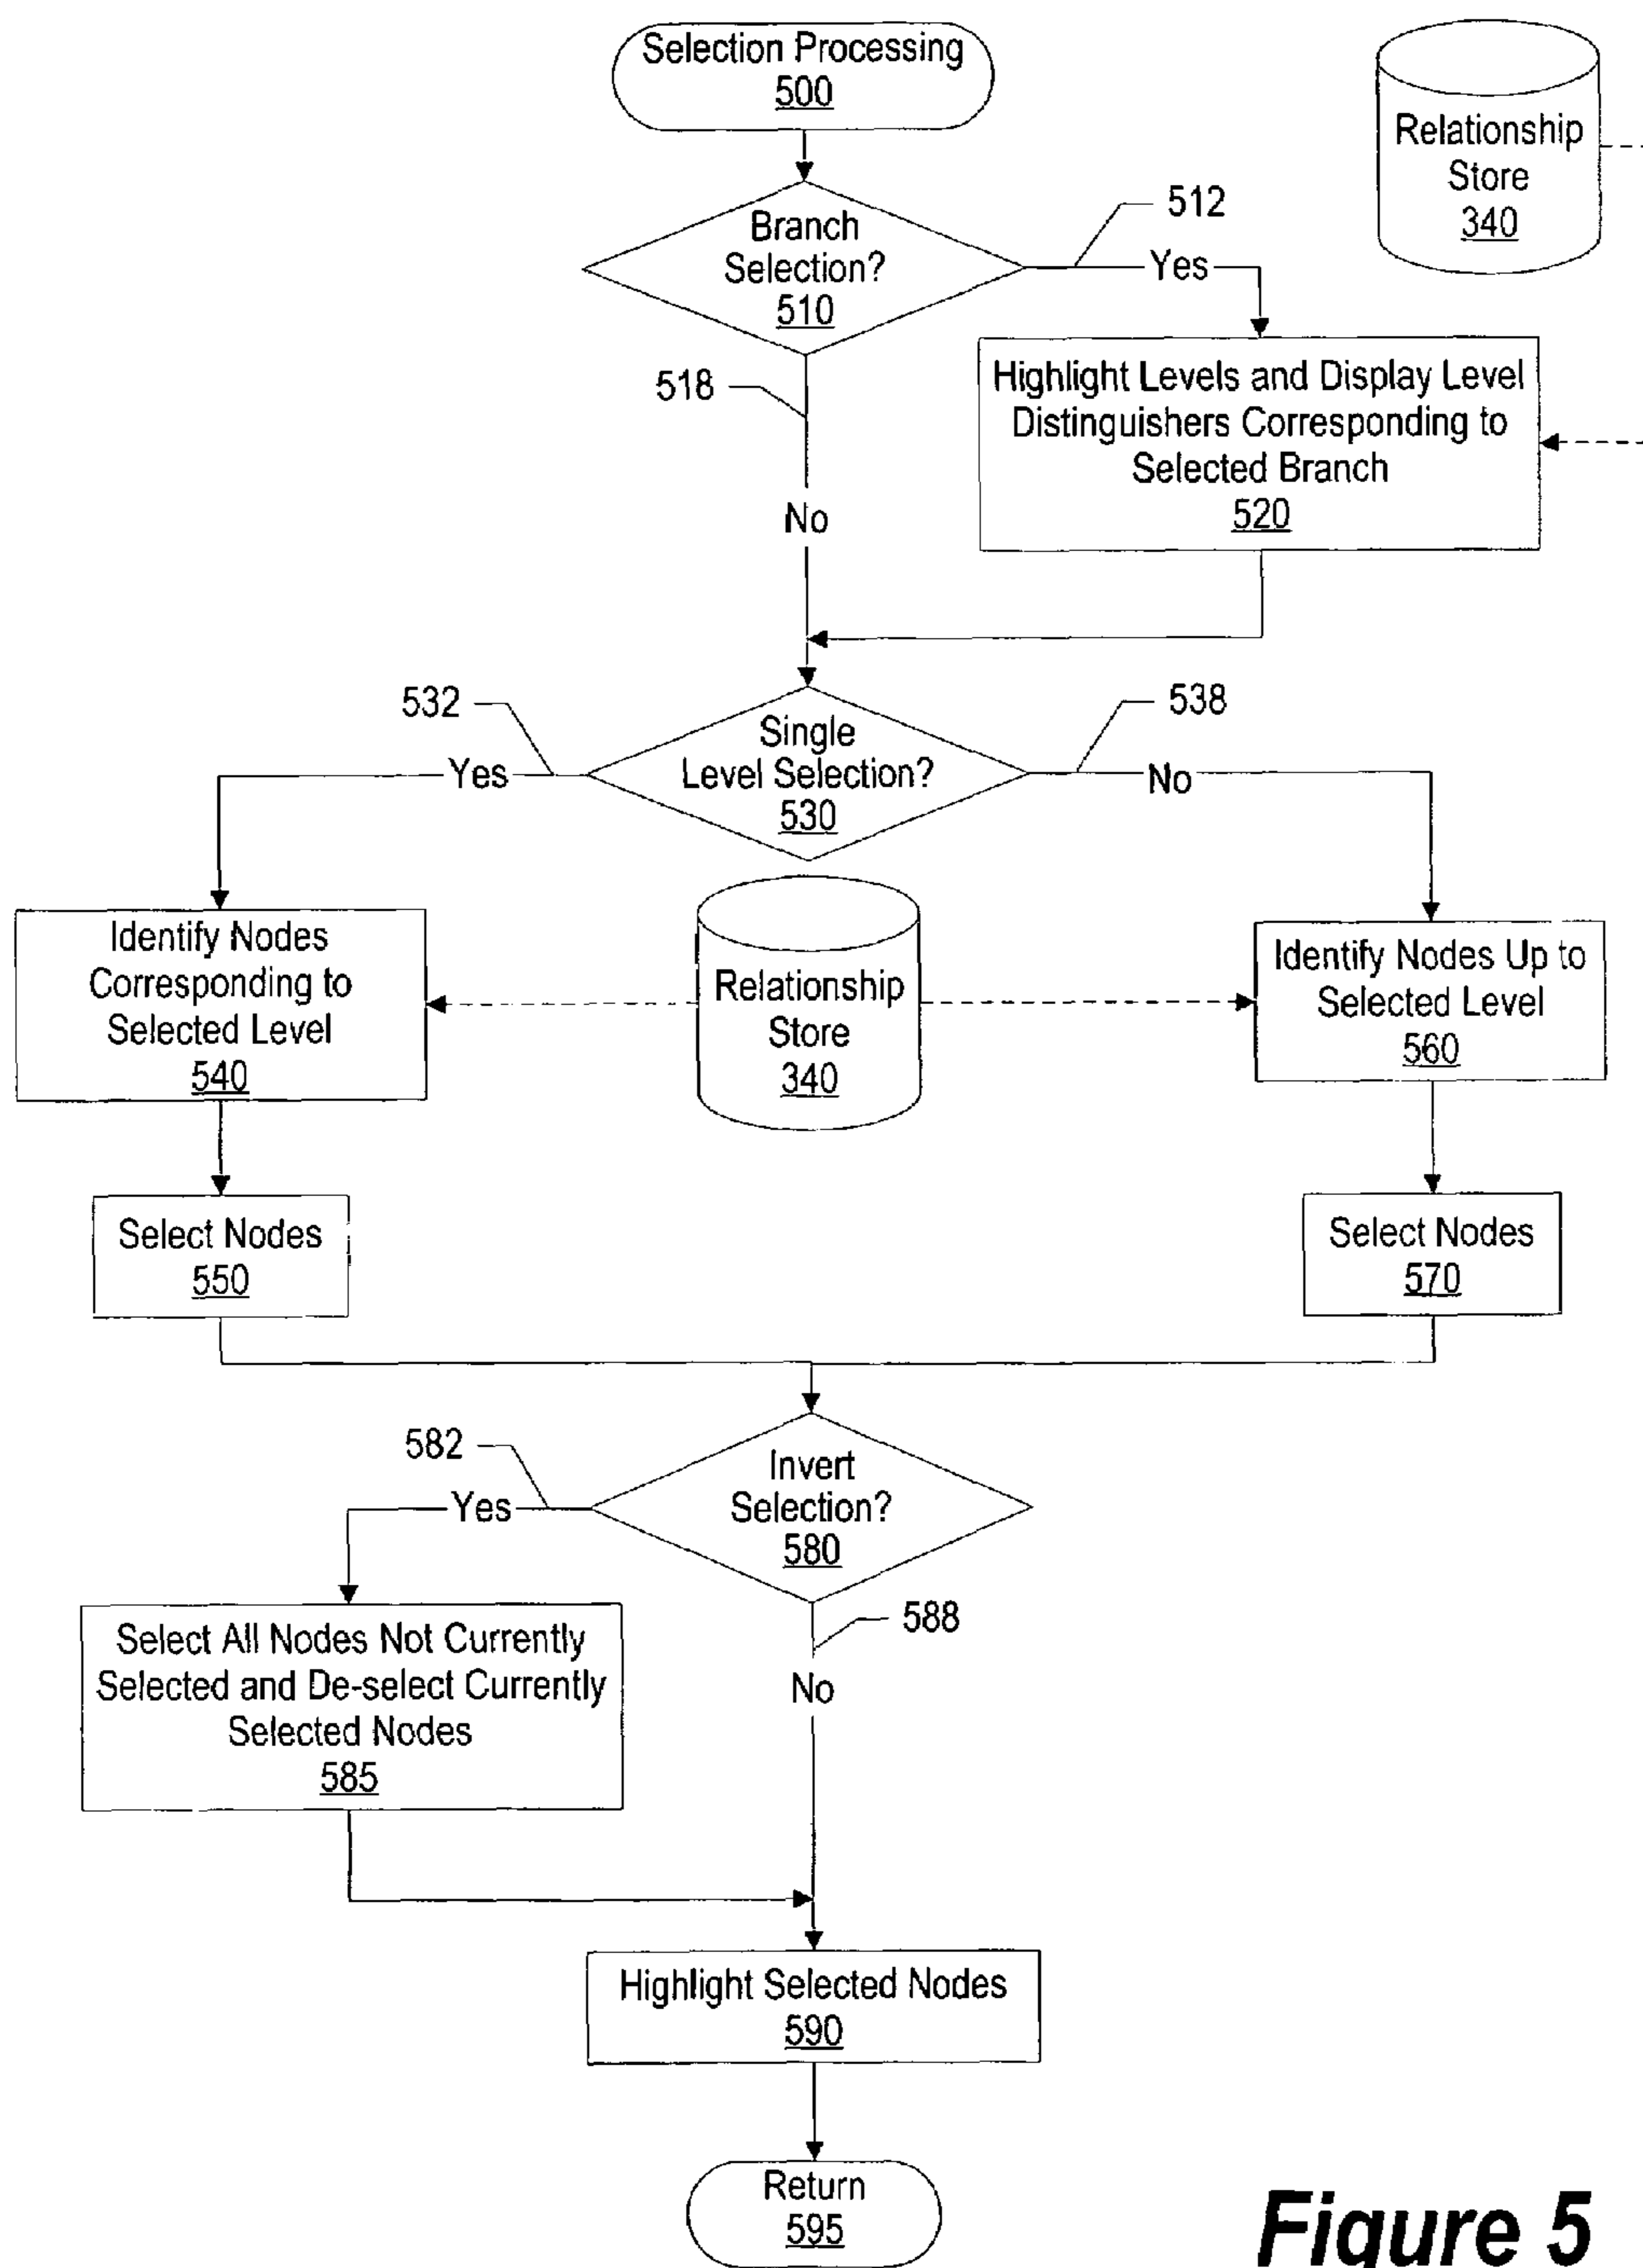 Selection Processing
500
Relationship
Store
340
Branch
Selection?
510
512
Yes
518
No
Highlight Levels and Display Level
Distinguishers Corresponding to
Selected Branch
520
532
Yes
Single
Level Selection?
530
538
No
Identify Nodes
Corresponding to
Selected Level
540
Relationship
Store
340
Identify Nodes Up to
Selected Level
560
Select Nodes
550
Select Nodes
570
582
Yes
Invert
Selection?
580
588
No
Select All Nodes Not Currently
Selected and De-select Currently
Selected Nodes
585
Highlight Selected Nodes
590
Return
595
Figure 5